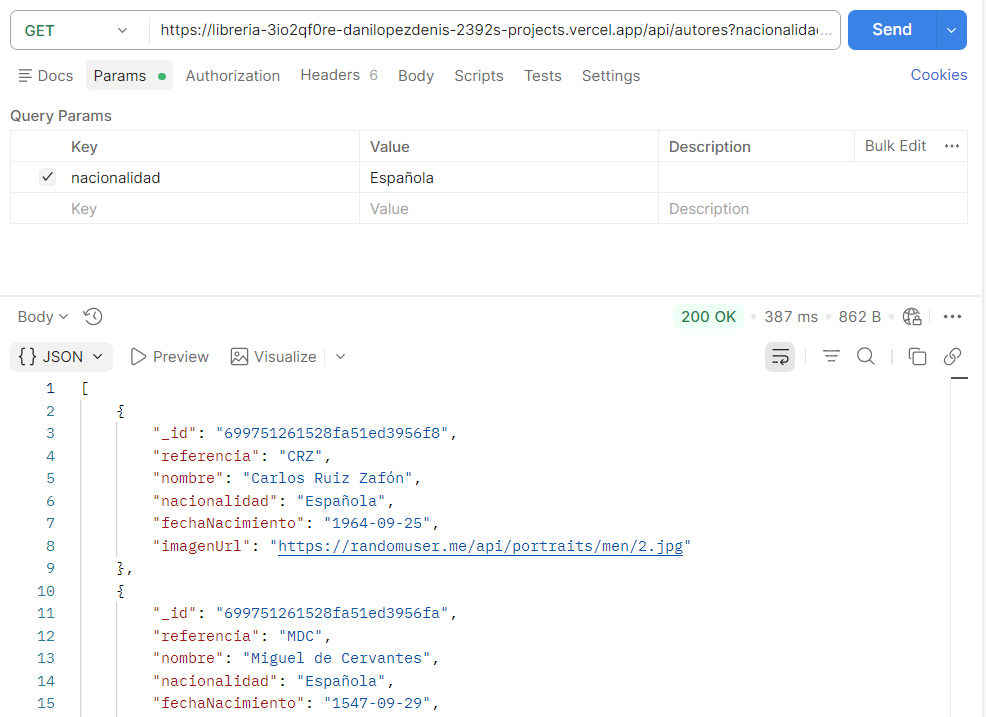 GET https://libreria-3io2qf0re-danilopezdenis-2392s-projects.vercel.app/api/autores?nacionalidad... Send
Docs Params Authorization Headers 6 Body Scripts Tests Settings Cookies
Query Params
Key Value Description Bulk Edit
nacionalidad Española
Key Value Description
Body 200 OK 387 ms 862 B
{} JSON Preview Visualize
1 [
2 {
3 "_id": "699751261528fa51ed3956f8",
4 "referencia": "CRZ",
5 "nombre": "Carlos Ruiz Zafón",
6 "nacionalidad": "Española",
7 "fechaNacimiento": "1964-09-25",
8 "imagenUrl": "https://randomuser.me/api/portraits/men/2.jpg"
9 },
10 {
11 "_id": "699751261528fa51ed3956fa",
12 "referencia": "MDC",
13 "nombre": "Miguel de Cervantes",
14 "nacionalidad": "Española",
15 "fechaNacimiento": "1547-09-29",